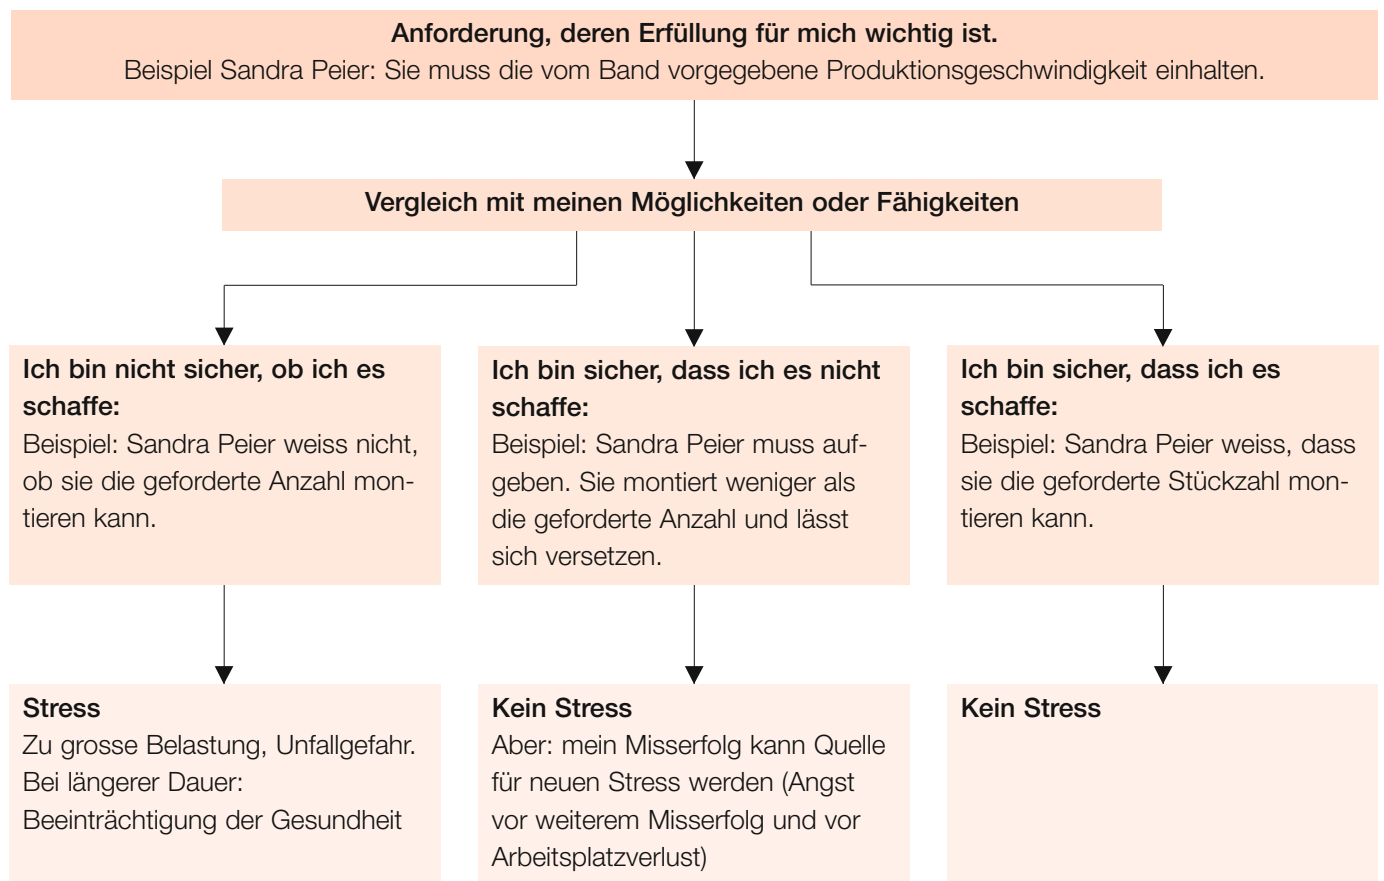 Anforderung, deren Erfüllung für mich wichtig ist.
Beispiel Sandra Peier: Sie muss die vom Band vorgegebene Produktionsgeschwindigkeit einhalten.
Vergleich mit meinen Möglichkeiten oder Fähigkeiten
Ich bin nicht sicher, ob ich es
schaffe:
Beispiel: Sandra Peier weiss nicht,
ob sie die geforderte Anzahl mon-
tieren kann.
Ich bin sicher, dass ich es nicht
schaffe:
Beispiel: Sandra Peier muss auf-
geben. Sie montiert weniger als
die geforderte Anzahl und lässt
sich versetzen.
Ich bin sicher, dass ich es
schaffe:
Beispiel: Sandra Peier weiss, dass
sie die geforderte Stückzahl mon-
tieren kann.
Stress
Zu grosse Belastung, Unfallgefahr.
Bei längerer Dauer:
Beeinträchtigung der Gesundheit
Kein Stress
Aber: mein Misserfolg kann Quelle
für neuen Stress werden (Angst
vor weiterem Misserfolg und vor
Arbeitsplatzverlust)
Kein Stress